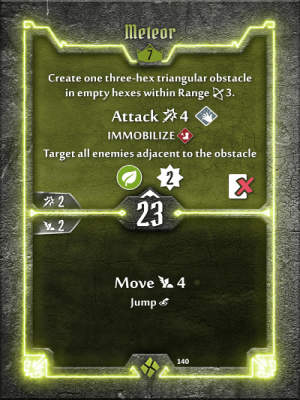 Meteor
7
Create one three-hex triangular obstacle
in empty hexes within Range 3.
Attack 4
IMMOBILIZE
Target all enemies adjacent to the obstacle
2
2
23
2
Move 4
Jump
140